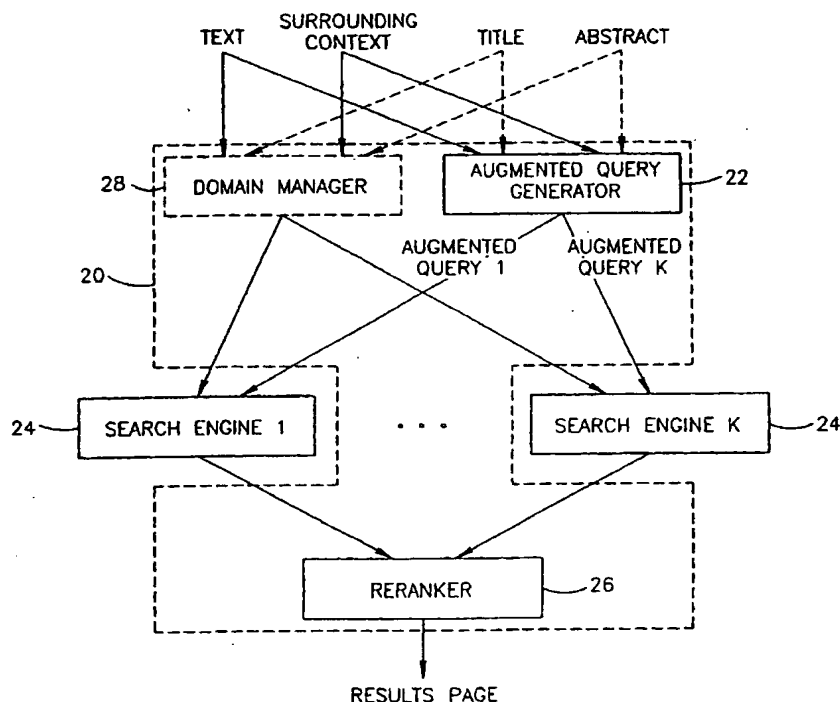 TEXT
SURROUNDING
CONTEXT
TITLE
ABSTRACT
28
DOMAIN MANAGER
AUGMENTED QUERY
GENERATOR
22
AUGMENTED
QUERY 1
AUGMENTED
QUERY K
20
24
SEARCH ENGINE 1
. . .
SEARCH ENGINE K
24
RERANKER
26
RESULTS PAGE